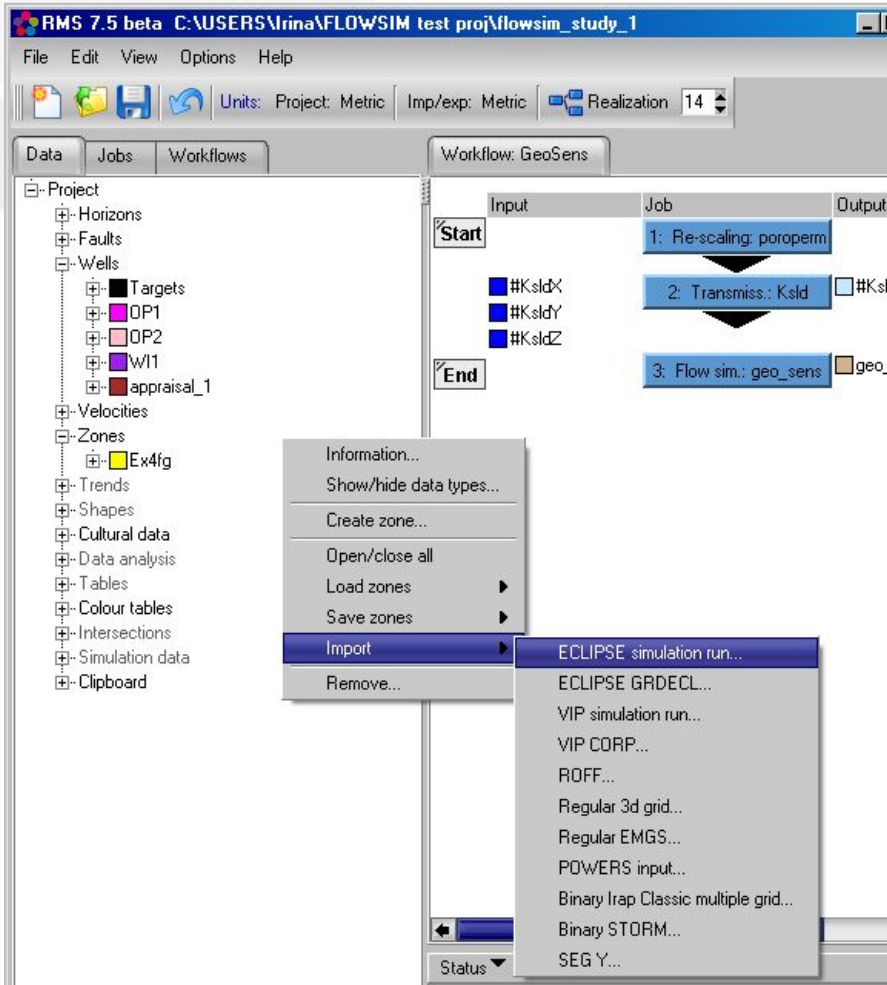 RMS 7.5 beta C:\USERS\Irina\FLOWSIM test proj\flowsim_study_1
File Edit View Options Help
Units: Project: Metric Imp/exp: Metric Realization 14
Data Jobs Workflows
Project
Horizons
Faults
Wells
Targets
OP1
OP2
WI1
appraisal_1
Velocities
Zones
Ex4fg
Trends
Shapes
Cultural data
Data analysis
Tables
Colour tables
Intersections
Simulation data
Clipboard
Workflow: GeoSens
Input Job Output
Start
1: Re-scaling: poroperm
#KsldX
2: Transmiss.: Ksld
#Ksl
#KsldY
#KsldZ
End
3: Flow sim.: geo_sens
geo_
Information...
Show/hide data types...
Create zone...
Open/close all
Load zones
Save zones
Import
Remove...
ECLIPSE simulation run...
ECLIPSE GRDECL...
VIP simulation run...
VIP CORP...
ROFF...
Regular 3d grid...
Regular EMGS...
POWERS input...
Binary Irap Classic multiple grid...
Binary STORM...
SEG Y...
Status